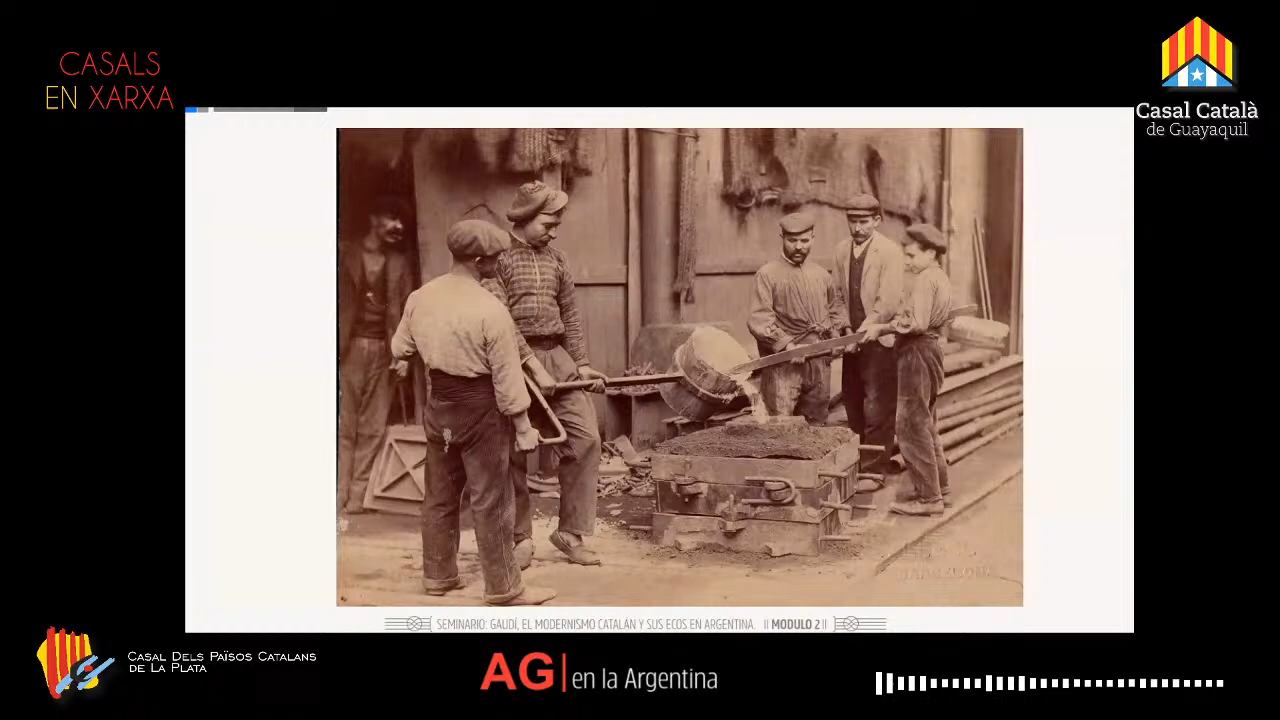 CASALS
EN XARXA
Casal Català
de Guayaquil
SEMINARIO: GAUDÍ, EL MODERNISMO CATALAN Y SUS ECOS EN ARGENTINA. || MODULO 2 ||
CASAL DELS PAÏSOS CATALANS
DE LA PLATA
AG| en la Argentina